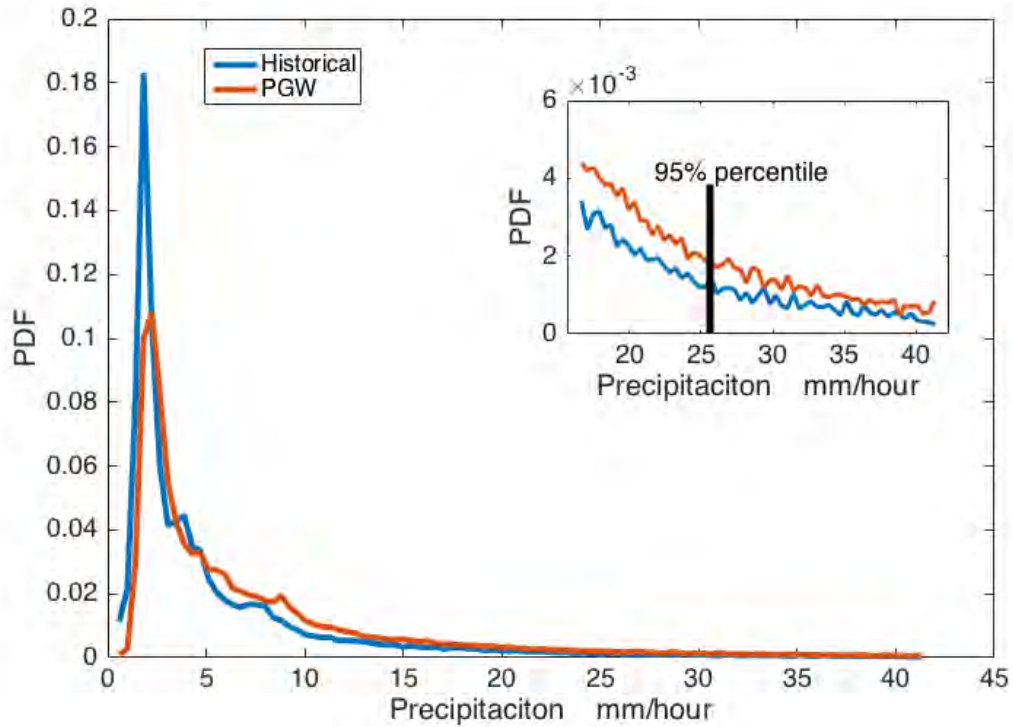 0.2
0.18
0.16
0.14
0.12
0.1
0.08
0.06
0.04
0.02
0
PDF
0 5 10 15 20 25 30 35 40 45
Precipitaciton mm/hour
Historical
PGW
×10⁻³
6
4
2
0
PDF
95% percentile
20 25 30 35 40
Precipitaciton mm/hour